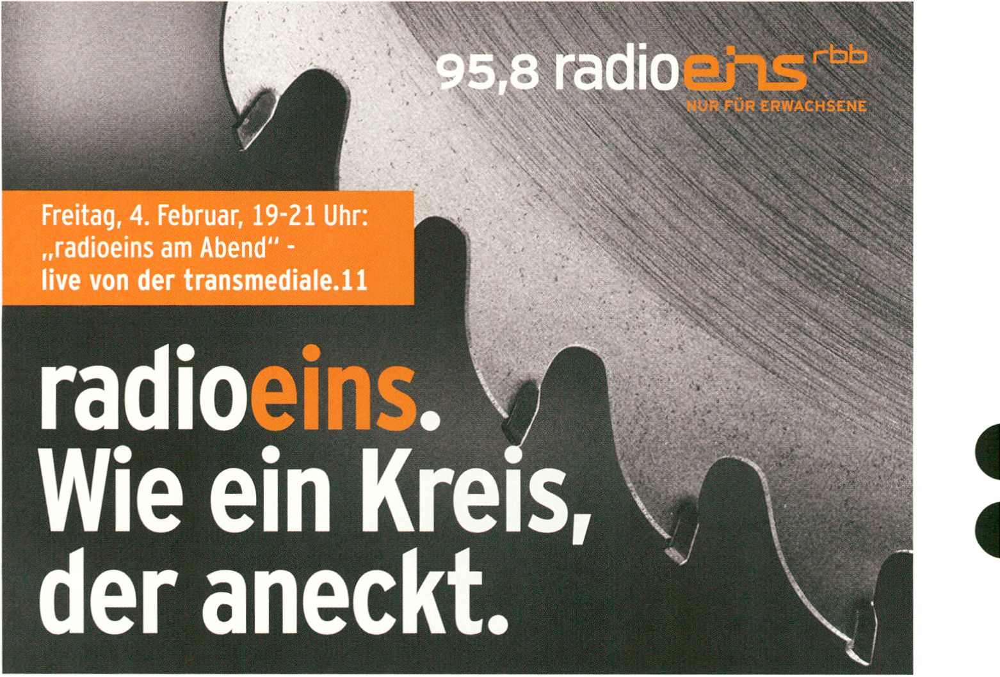 95,8 radioeins rbb
NUR FÜR ERWACHSENE
Freitag, 4. Februar, 19-21 Uhr:
„radioeins am Abend“ -
live von der transmediale.11
radioeins.
Wie ein Kreis,
der aneckt.